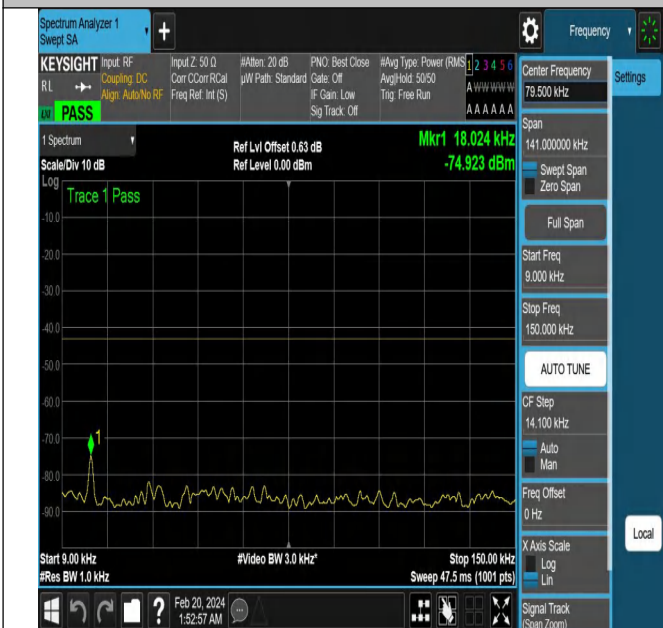 Spectrum Analyzer 1
Swept SA
+
Frequency
KEYSIGHT
RL
LXI
PASS
Input: RF
Coupling: DC
Align: Auto/No RF
Input Z: 50 Ω
Corr CCorr RCal
Freq Ref: Int (S)
#Atten: 20 dB
µW Path: Standard
PNO: Best Close
Gate: Off
IF Gain: Low
Sig Track: Off
#Avg Type: Power (RMS
Avg|Hold: 50/50
Trig: Free Run
1 2 3 4 5 6
A W W W W W
A A A A A A
1 Spectrum
Scale/Div 10 dB
Ref Lvl Offset 0.63 dB
Ref Level 0.00 dBm
Mkr1 18.024 kHz
-74.923 dBm
Log
Trace 1 Pass
-10.0
-20.0
-30.0
-40.0
-50.0
-60.0
-70.0
-80.0
-90.0
1
Start 9.00 kHz
#Res BW 1.0 kHz
#Video BW 3.0 kHz*
Stop 150.00 kHz
Sweep 47.5 ms (1001 pts)
?
Feb 20, 2024
1:52:57 AM
Center Frequency
79.500 kHz
Settings
Span
141.000000 kHz
Swept Span
Zero Span
Full Span
Start Freq
9.000 kHz
Stop Freq
150.000 kHz
AUTO TUNE
CF Step
14.100 kHz
Auto
Man
Freq Offset
0 Hz
Local
X Axis Scale
Log
Lin
Signal Track
(Span Zoom)